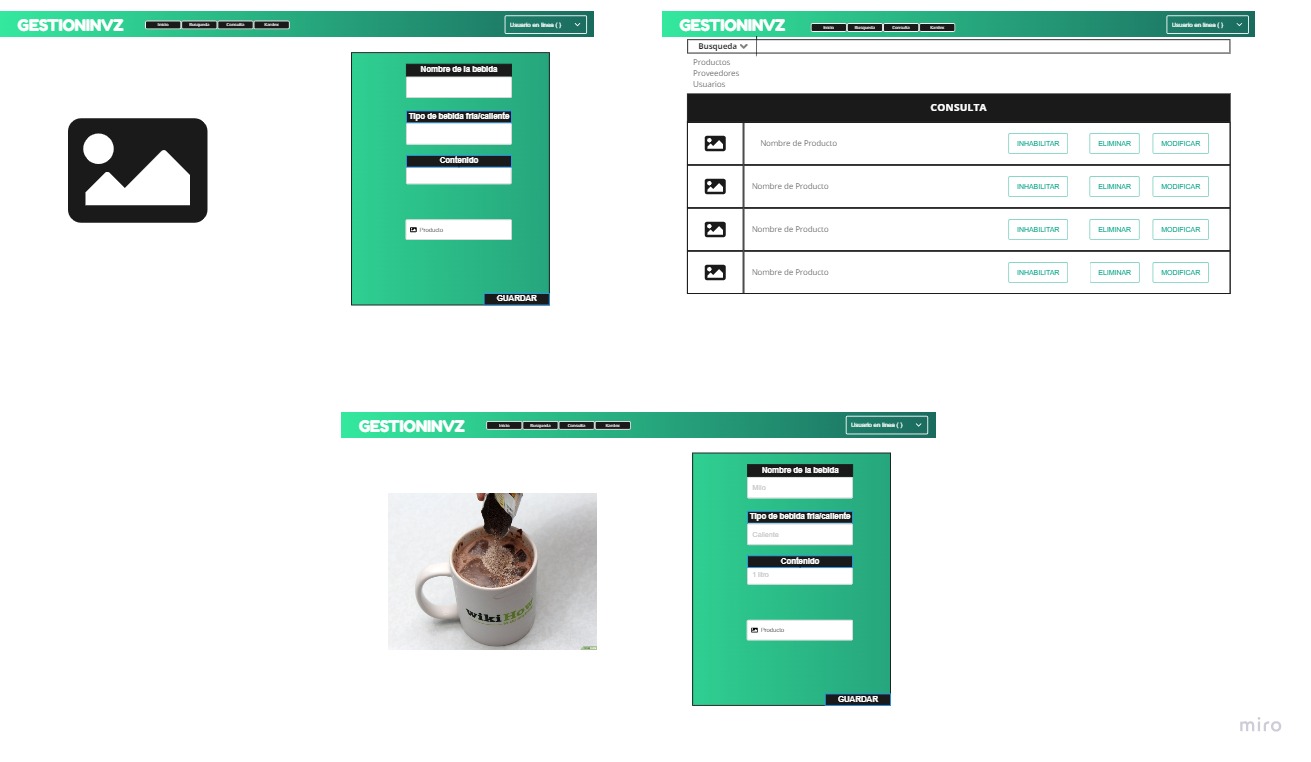 GESTIONINVZ
Inicio Busqueda Consulta Kardex
Usuario en linea ( )
Nombre de la bebida
Tipo de bebida fria/caliente
Contenido
Producto
GUARDAR
GESTIONINVZ
Inicio Busqueda Consulta Kardex
Usuario en linea ( )
Busqueda
Productos
Proveedores
Usuarios
CONSULTA
Nombre de Producto INHABILITAR ELIMINAR MODIFICAR
Nombre de Producto INHABILITAR ELIMINAR MODIFICAR
Nombre de Producto INHABILITAR ELIMINAR MODIFICAR
Nombre de Producto INHABILITAR ELIMINAR MODIFICAR
GESTIONINVZ
Inicio Busqueda Consulta Kardex
Usuario en linea ( )
wikiHow
Nombre de la bebida
Milo
Tipo de bebida fria/caliente
Caliente
Contenido
1 litro
Producto
GUARDAR
miro